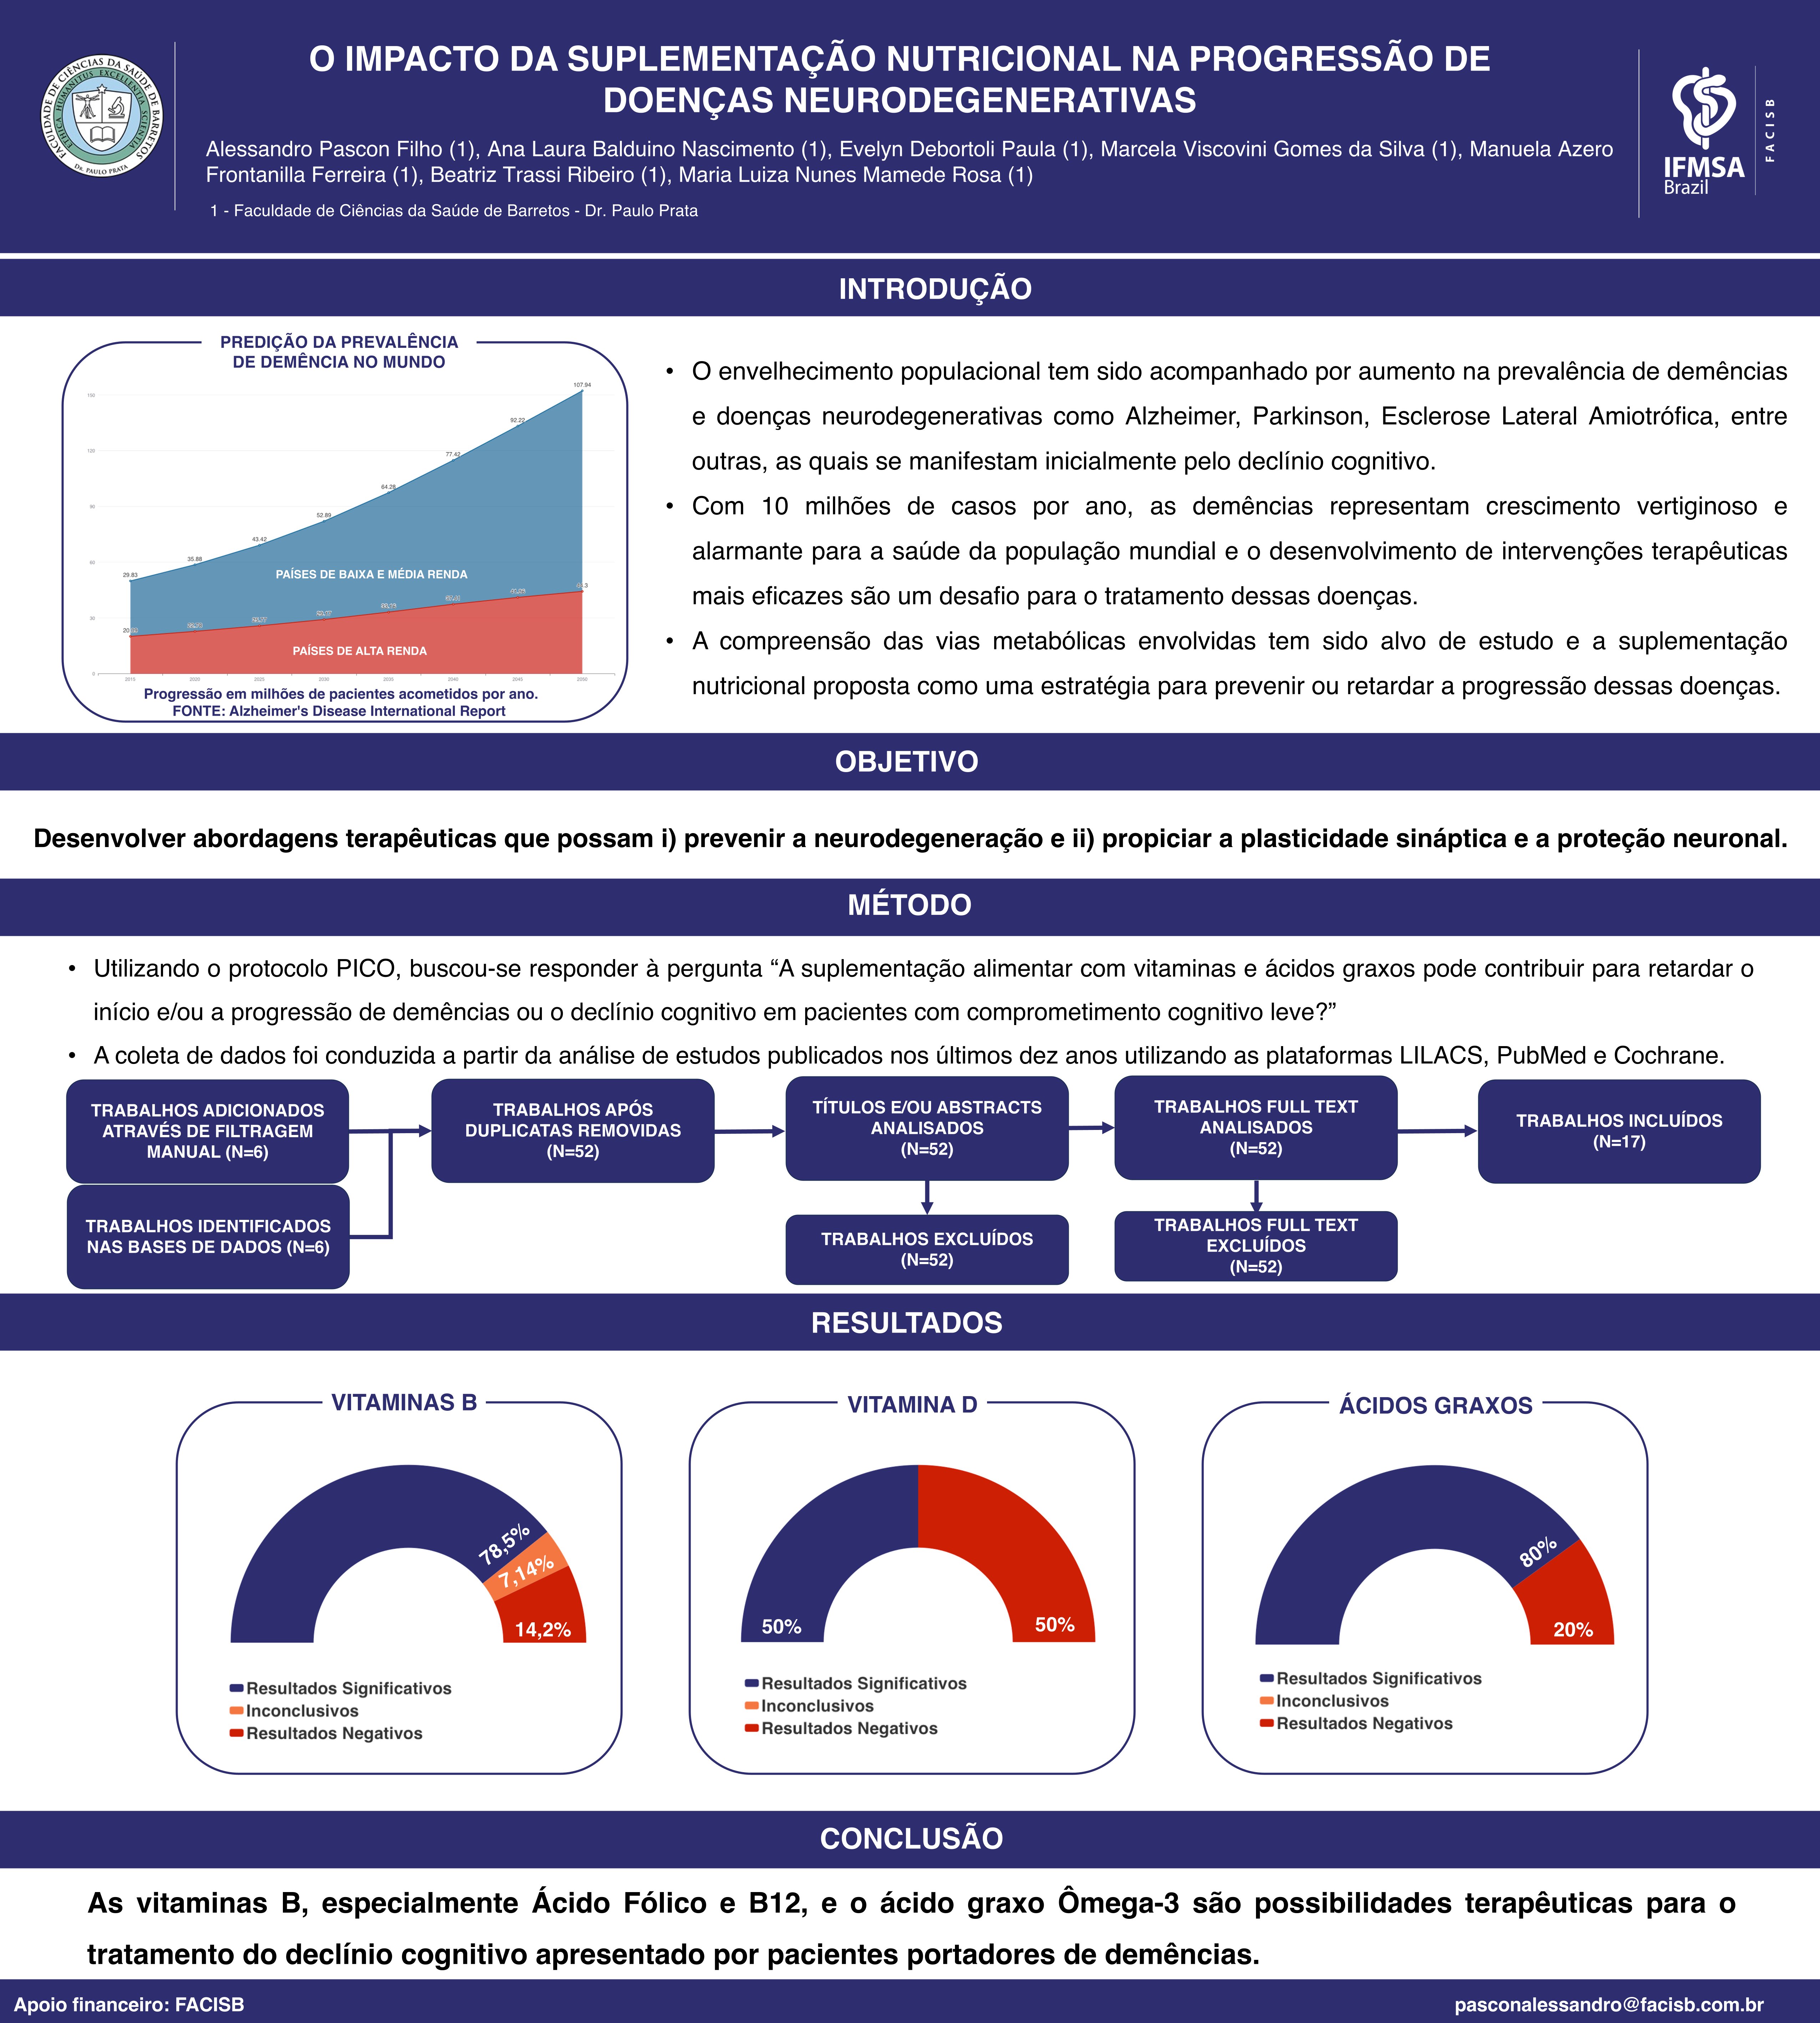 FACULDADE DE CIÊNCIAS DA SAÚDE DE BARRETOS
HUMANITUS EXCELLENTIA
ETHICA
SCIENTIA
DR. PAULO PRATA
O IMPACTO DA SUPLEMENTAÇÃO NUTRICIONAL NA PROGRESSÃO DE
DOENÇAS NEURODEGENERATIVAS
Alessandro Pascon Filho (1), Ana Laura Balduino Nascimento (1), Evelyn Debortoli Paula (1), Marcela Viscovini Gomes da Silva (1), Manuela Azero
Frontanilla Ferreira (1), Beatriz Trassi Ribeiro (1), Maria Luiza Nunes Mamede Rosa (1)
1 - Faculdade de Ciências da Saúde de Barretos - Dr. Paulo Prata
IFMSA
Brazil
FACISB
INTRODUÇÃO
PREDIÇÃO DA PREVALÊNCIA
DE DEMÊNCIA NO MUNDO
150
120
90
60
30
0
29.83
35.88
43.42
52.89
64.28
77.42
92.22
107.94
PAÍSES DE BAIXA E MÉDIA RENDA
PAÍSES DE ALTA RENDA
2015
2020
2025
2030
2035
2040
2045
2050
Progressão em milhões de pacientes acometidos por ano.
FONTE: Alzheimer's Disease International Report
• O envelhecimento populacional tem sido acompanhado por aumento na prevalência de demências
e doenças neurodegenerativas como Alzheimer, Parkinson, Esclerose Lateral Amiotrófica, entre
outras, as quais se manifestam inicialmente pelo declínio cognitivo.
• Com 10 milhões de casos por ano, as demências representam crescimento vertiginoso e
alarmante para a saúde da população mundial e o desenvolvimento de intervenções terapêuticas
mais eficazes são um desafio para o tratamento dessas doenças.
• A compreensão das vias metabólicas envolvidas tem sido alvo de estudo e a suplementação
nutricional proposta como uma estratégia para prevenir ou retardar a progressão dessas doenças.
OBJETIVO
Desenvolver abordagens terapêuticas que possam i) prevenir a neurodegeneração e ii) propiciar a plasticidade sináptica e a proteção neuronal.
MÉTODO
• Utilizando o protocolo PICO, buscou-se responder à pergunta “A suplementação alimentar com vitaminas e ácidos graxos pode contribuir para retardar o
início e/ou a progressão de demências ou o declínio cognitivo em pacientes com comprometimento cognitivo leve?”
• A coleta de dados foi conduzida a partir da análise de estudos publicados nos últimos dez anos utilizando as plataformas LILACS, PubMed e Cochrane.
TRABALHOS ADICIONADOS
ATRAVÉS DE FILTRAGEM
MANUAL (N=6)
TRABALHOS IDENTIFICADOS
NAS BASES DE DADOS (N=6)
TRABALHOS APÓS
DUPLICATAS REMOVIDAS
(N=52)
TÍTULOS E/OU ABSTRACTS
ANALISADOS
(N=52)
TRABALHOS EXCLUÍDOS
(N=52)
TRABALHOS FULL TEXT
ANALISADOS
(N=52)
TRABALHOS FULL TEXT
EXCLUÍDOS
(N=52)
TRABALHOS INCLUÍDOS
(N=17)
RESULTADOS
VITAMINAS B
78,5%
7,14%
14,2%
Resultados Significativos
Inconclusivos
Resultados Negativos
VITAMINA D
50%
50%
Resultados Significativos
Inconclusivos
Resultados Negativos
ÁCIDOS GRAXOS
80%
20%
Resultados Significativos
Inconclusivos
Resultados Negativos
CONCLUSÃO
As vitaminas B, especialmente Ácido Fólico e B12, e o ácido graxo Ômega-3 são possibilidades terapêuticas para o
tratamento do declínio cognitivo apresentado por pacientes portadores de demências.
Apoio financeiro: FACISB
pasconalessandro@facisb.com.br